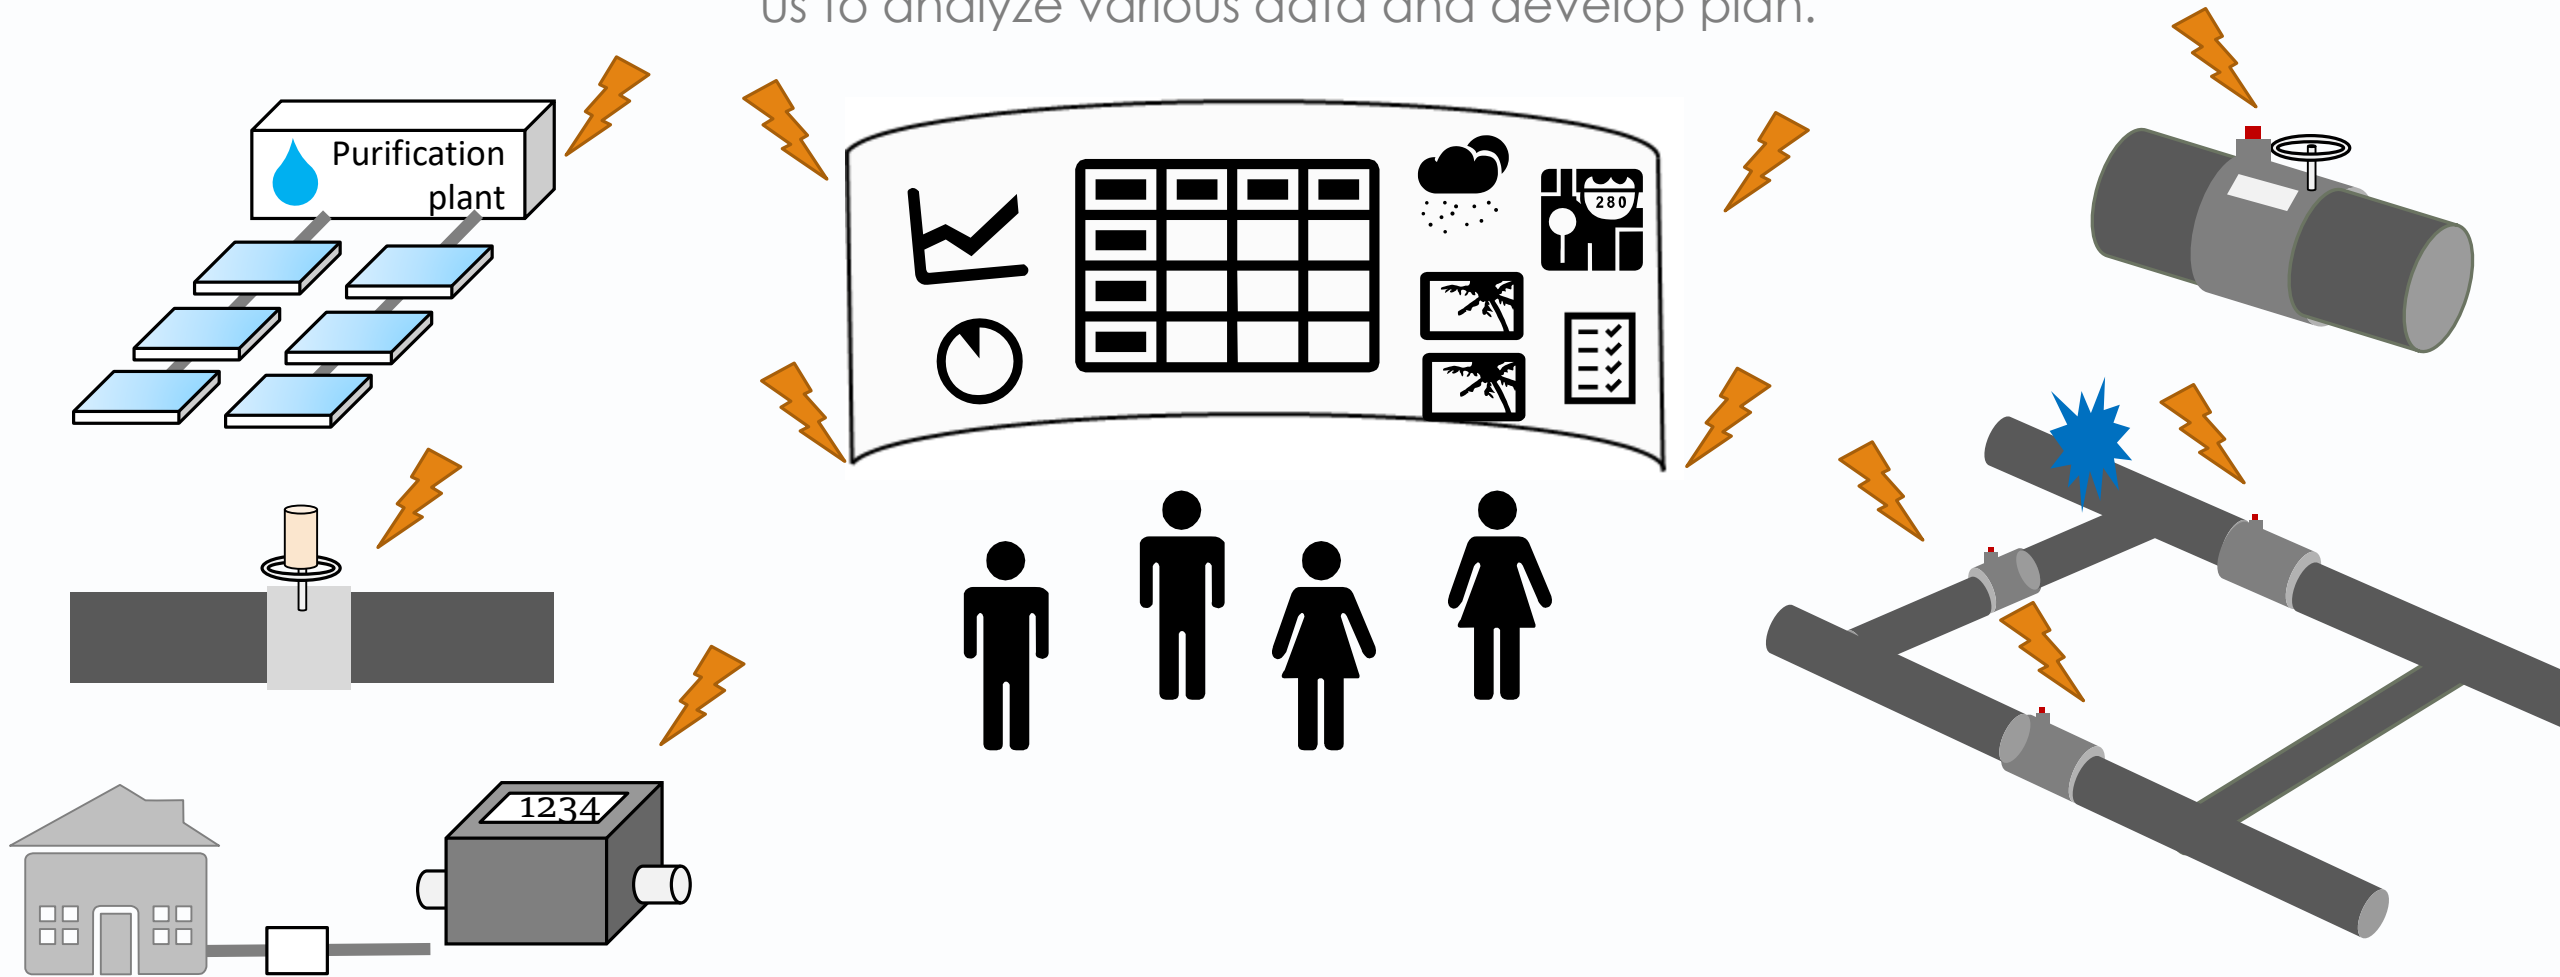 us to analyze various data and develop plan.
Purification
plant
280
1234